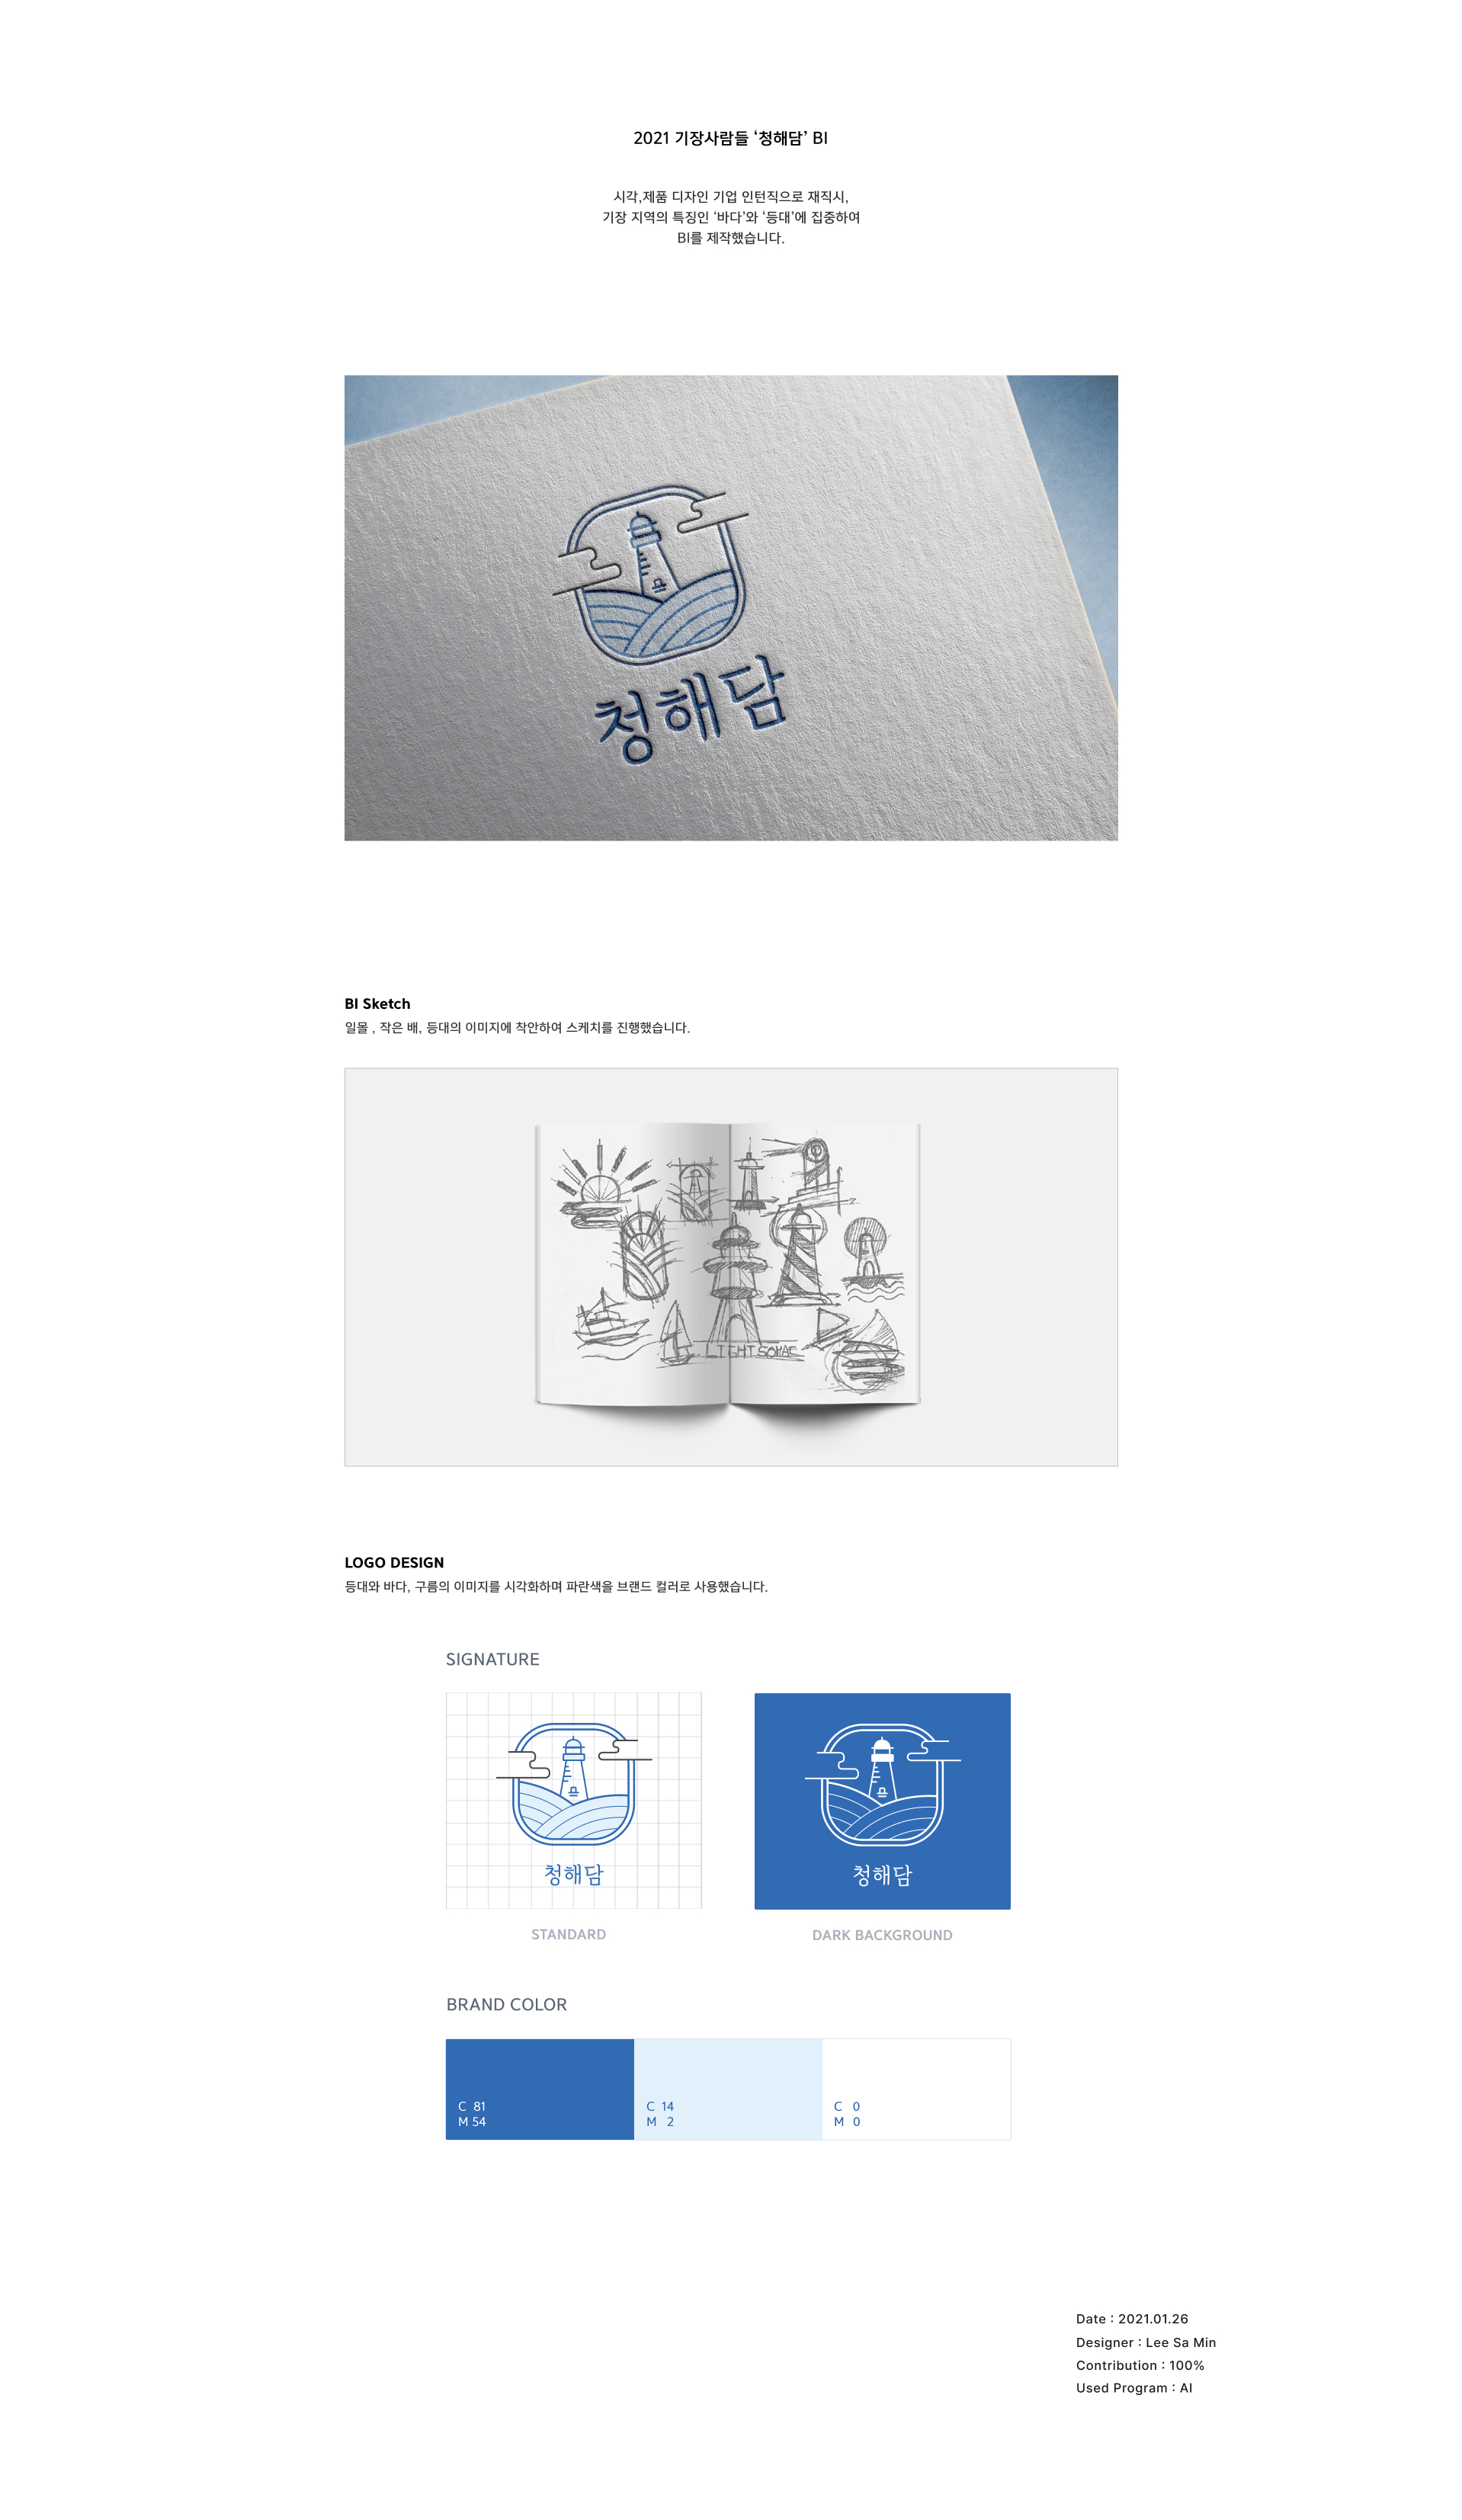 2021 기장사람들 ‘청해담’ BI
시각,제품 디자인 기업 인턴직으로 재직시,
기장 지역의 특징인 ‘바다’와 ‘등대’에 집중하여
BI를 제작했습니다.
청해담
BI Sketch
일몰 , 작은 배, 등대의 이미지에 착안하여 스케치를 진행했습니다.
LOGO DESIGN
등대와 바다, 구름의 이미지를 시각화하며 파란색을 브랜드 컬러로 사용했습니다.
SIGNATURE
청해담
청해담
STANDARD
DARK BACKGROUND
BRAND COLOR
C 81
M 54
C 14
M 2
C 0
M 0
Date : 2021.01.26
Designer : Lee Sa Min
Contribution : 100%
Used Program : AI